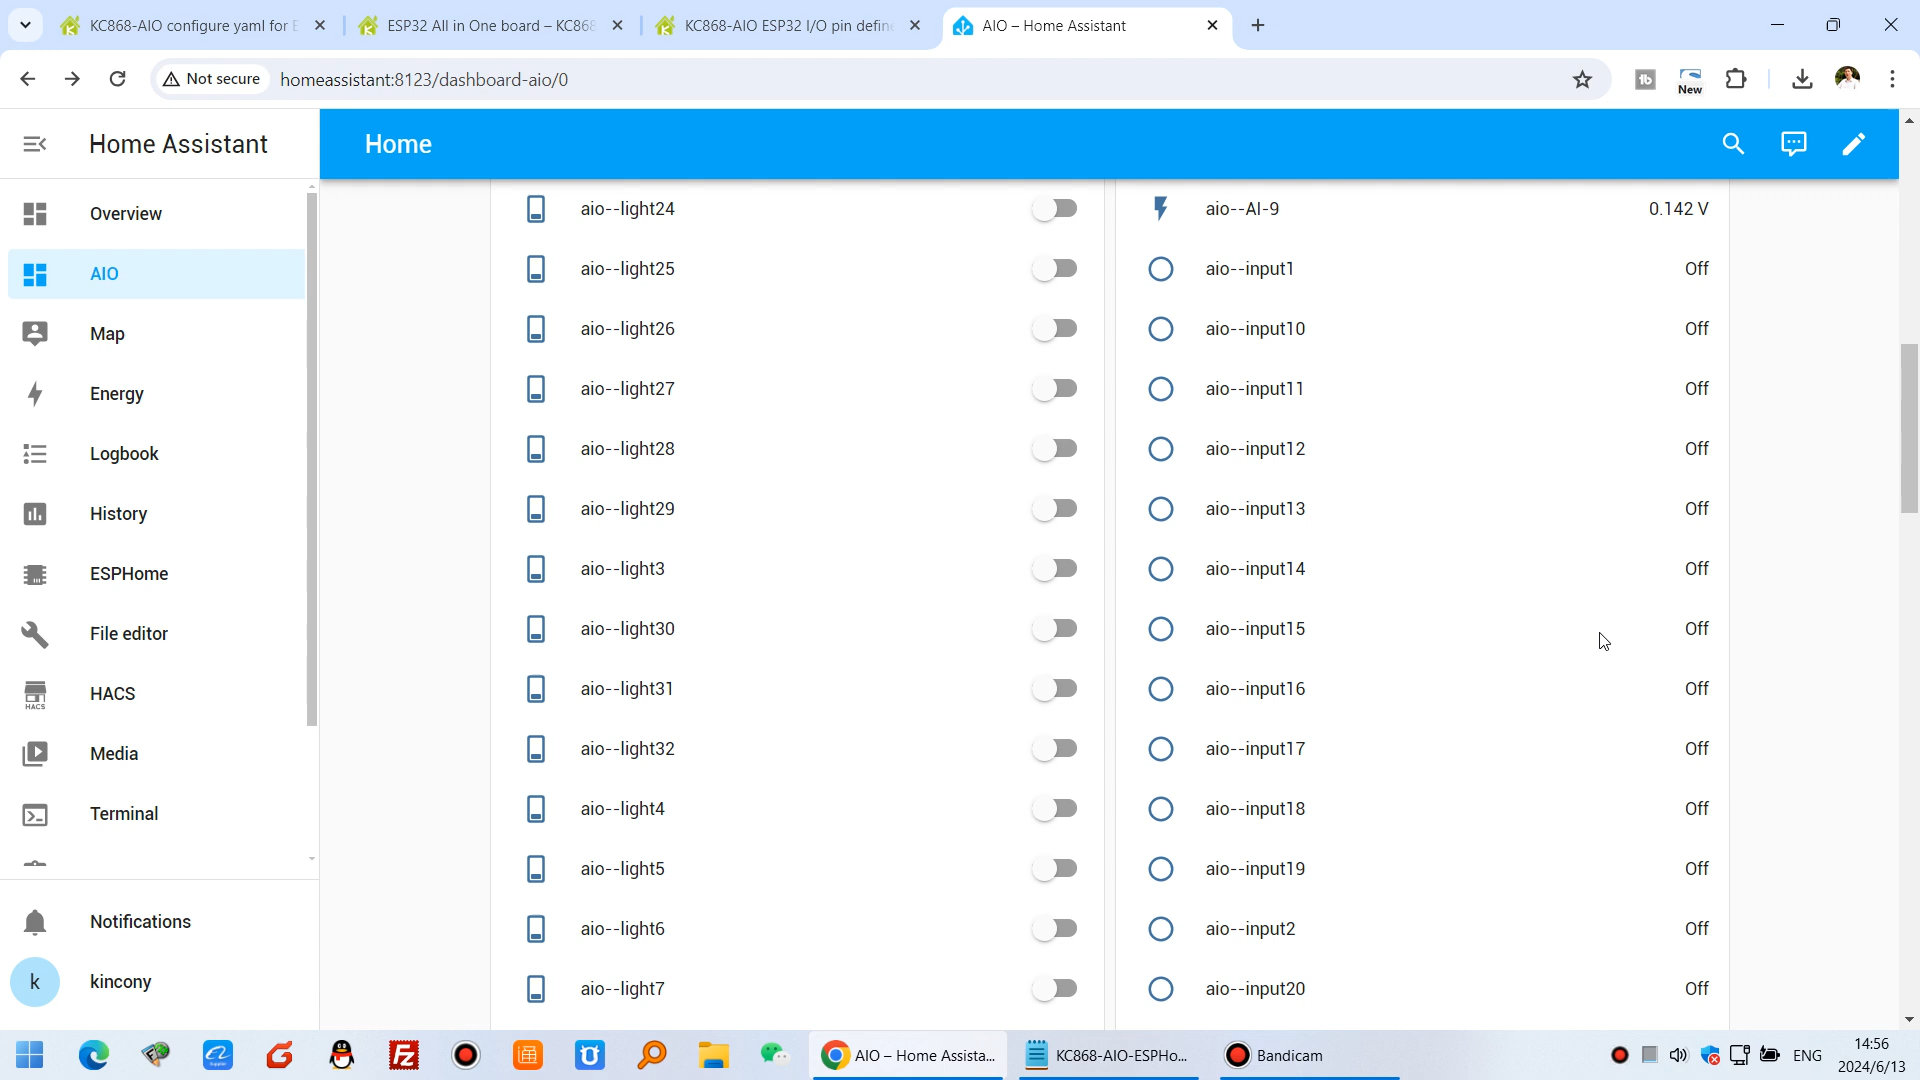 KC868-AIO configure yaml for E
ESP32 All in One board – KC868
KC868-AIO ESP32 I/O pin define
AIO – Home Assistant
Not secure
homeassistant:8123/dashboard-aio/0
New
Home Assistant
Home
Overview
AIO
Map
Energy
Logbook
History
ESPHome
File editor
HACS
HACS
Media
Terminal
Notifications
k
kincony
aio--light24
aio--light25
aio--light26
aio--light27
aio--light28
aio--light29
aio--light3
aio--light30
aio--light31
aio--light32
aio--light4
aio--light5
aio--light6
aio--light7
aio--AI-9 0.142 V
aio--input1 Off
aio--input10 Off
aio--input11 Off
aio--input12 Off
aio--input13 Off
aio--input14 Off
aio--input15 Off
aio--input16 Off
aio--input17 Off
aio--input18 Off
aio--input19 Off
aio--input2 Off
aio--input20 Off
AIO – Home Assista...
KC868-AIO-ESPHo...
Bandicam
ENG
14:56
2024/6/13